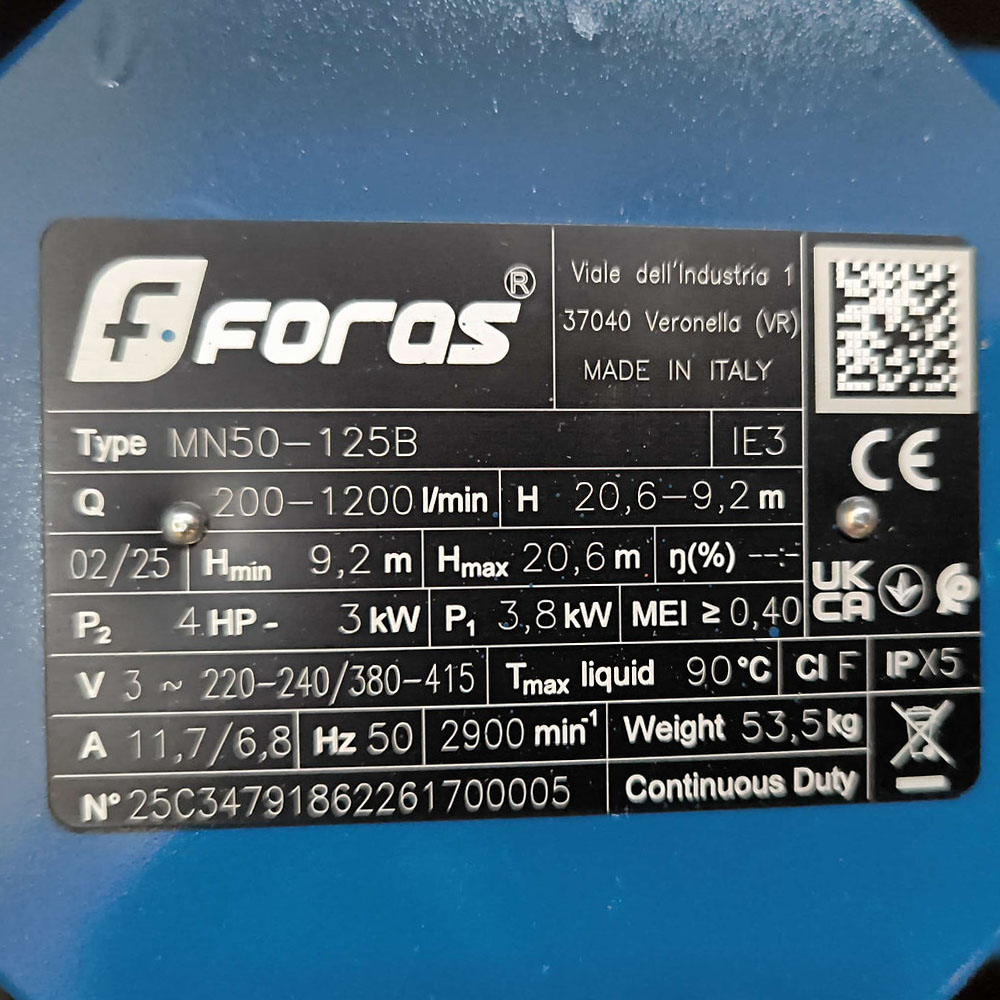 foras®
Viale dell'Industria 1
37040 Veronella (VR)
MADE IN ITALY
Type MN50-125B IE3
Q 200-1200 l/min H 20,6-9,2 m
02/25 Hmin 9,2 m Hmax 20,6 m η(%) --·-
P2 4 HP - 3 kW P1 3,8 kW MEI ≥ 0,40
V 3 ~ 220-240/380-415 Tmax liquid 90 °C Cl F IPX5
A 11,7/6,8 Hz 50 2900 min-1 Weight 53,5 kg
N° 25C34791862261700005 Continuous Duty
CE
UK
CA